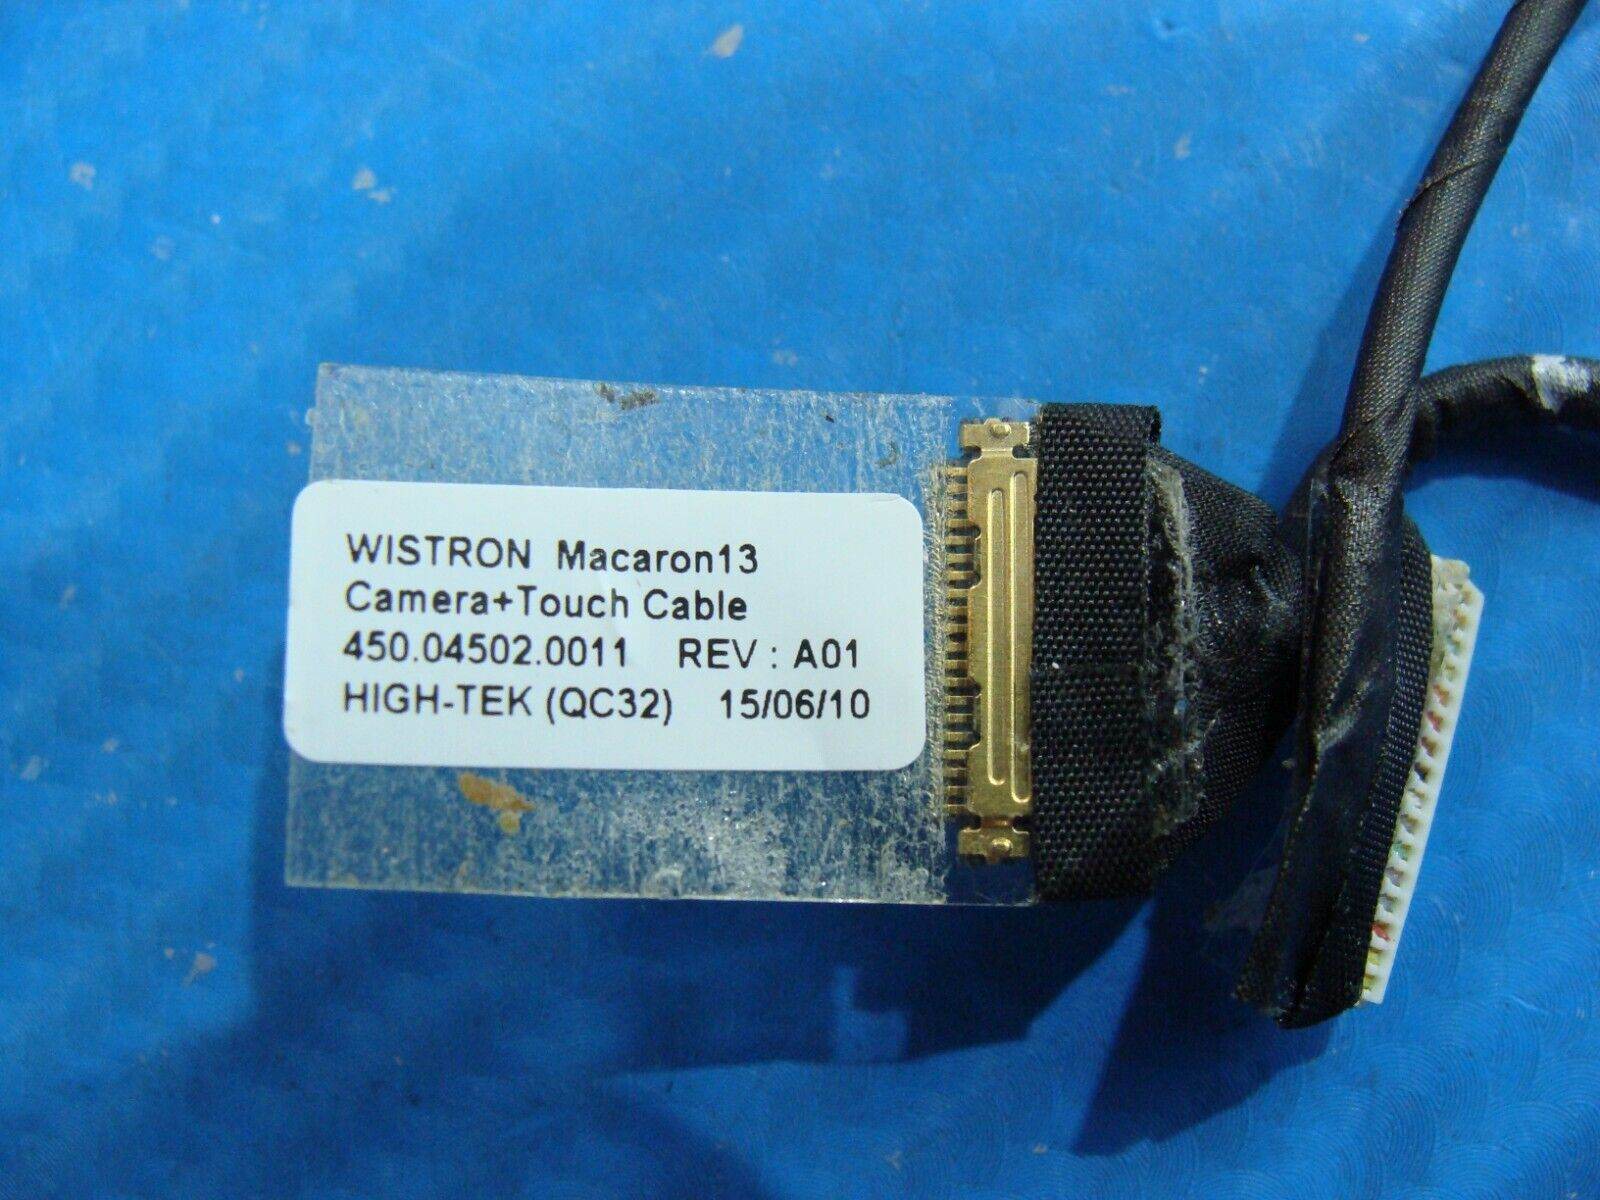 WISTRON Macaron13
Camera+Touch Cable
450.04502.0011 REV : A01
HIGH-TEK (QC32) 15/06/10